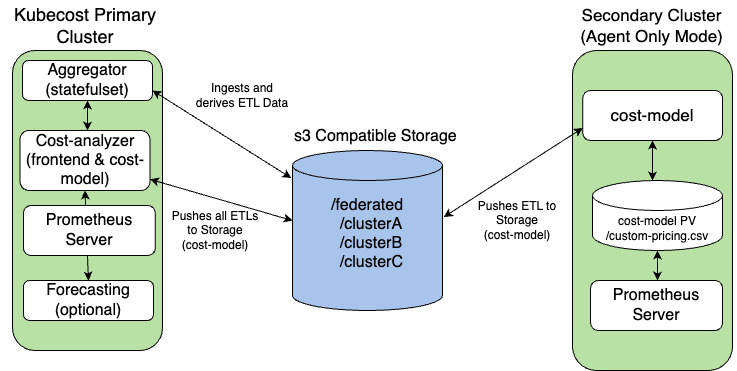 Kubecost Primary
Cluster
Aggregator
(statefulset)
Cost-analyzer
(frontend & cost-
model)
Prometheus
Server
Forecasting
(optional)
Ingests and
derives ETL Data
Pushes all ETLs
to Storage
(cost-model)
s3 Compatible Storage
/federated
/clusterA
/clusterB
/clusterC
Pushes ETL to
Storage
(cost-model)
Secondary Cluster
(Agent Only Mode)
cost-model
cost-model PV
/custom-pricing.csv
Prometheus
Server